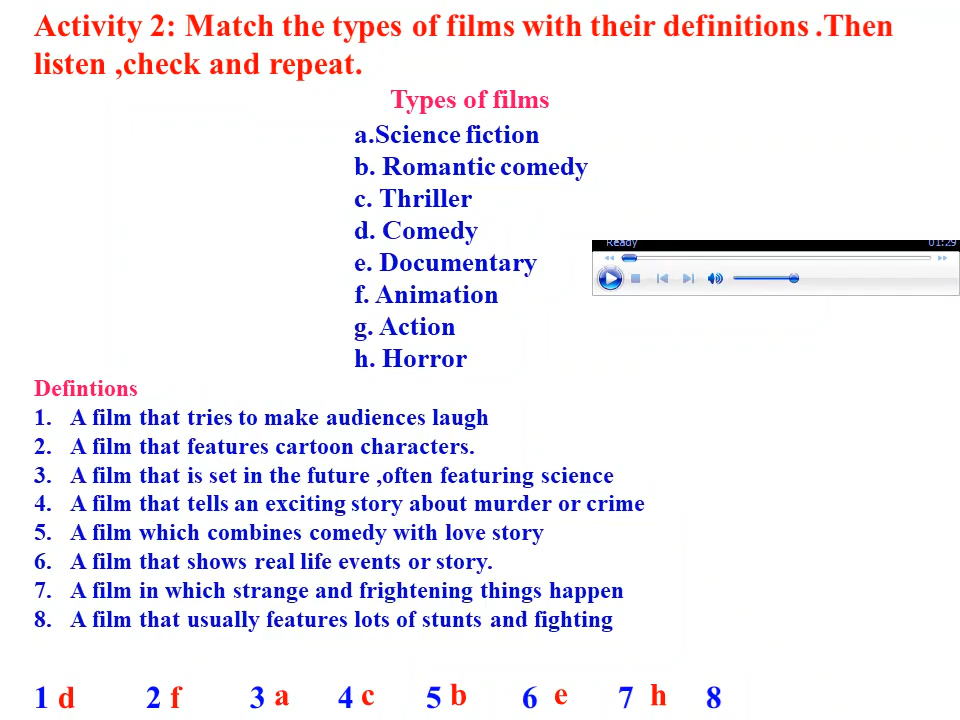 Activity 2: Match the types of films with their definitions .Then
listen ,check and repeat.
Types of films
a.Science fiction
b. Romantic comedy
c. Thriller
d. Comedy
Ready 01:29
e. Documentary
f. Animation
g. Action
h. Horror
Defintions
1. A film that tries to make audiences laugh
2. A film that features cartoon characters.
3. A film that is set in the future ,often featuring science
4. A film that tells an exciting story about murder or crime
5. A film which combines comedy with love story
6. A film that shows real life events or story.
7. A film in which strange and frightening things happen
8. A film that usually features lots of stunts and fighting
1 d 2 f 3 a 4 c 5 b 6 e 7 h 8